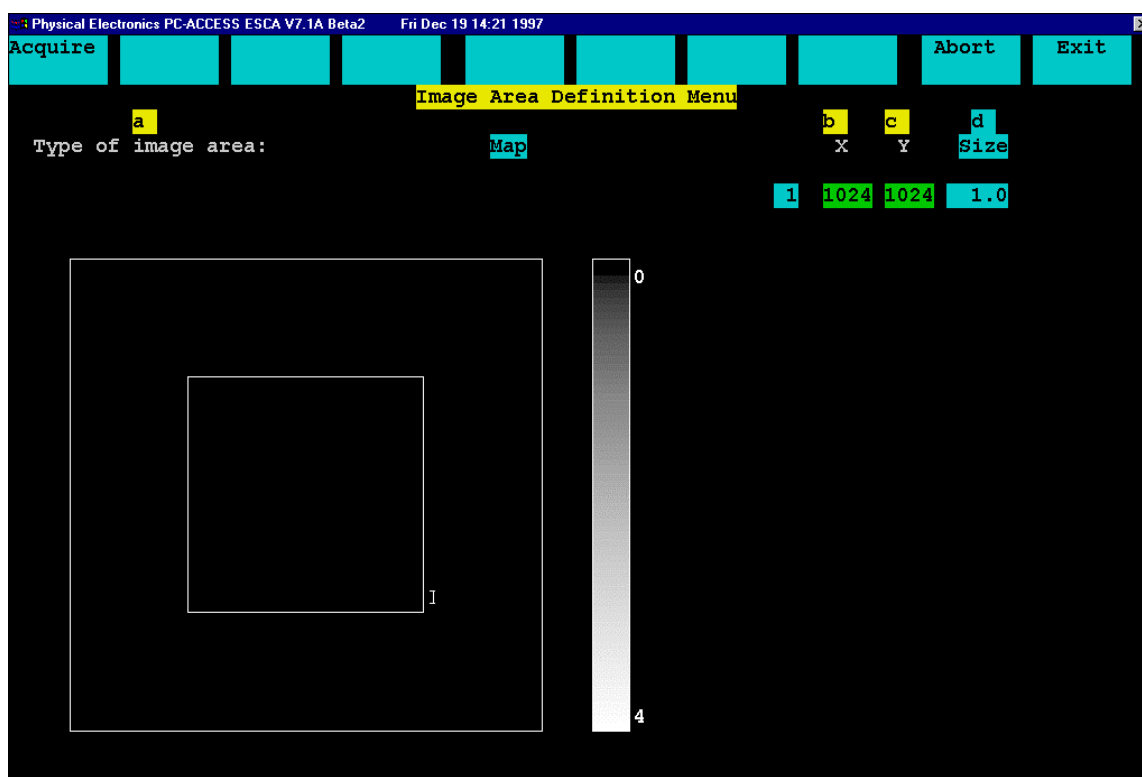 Physical Electronics PC-ACCESS ESCA V7.1A Beta2 Fri Dec 19 14:21 1997
Acquire Abort Exit
Image Area Definition Menu
a b c d
Type of image area: Map X Y Size
1 1024 1024 1.0
0
4